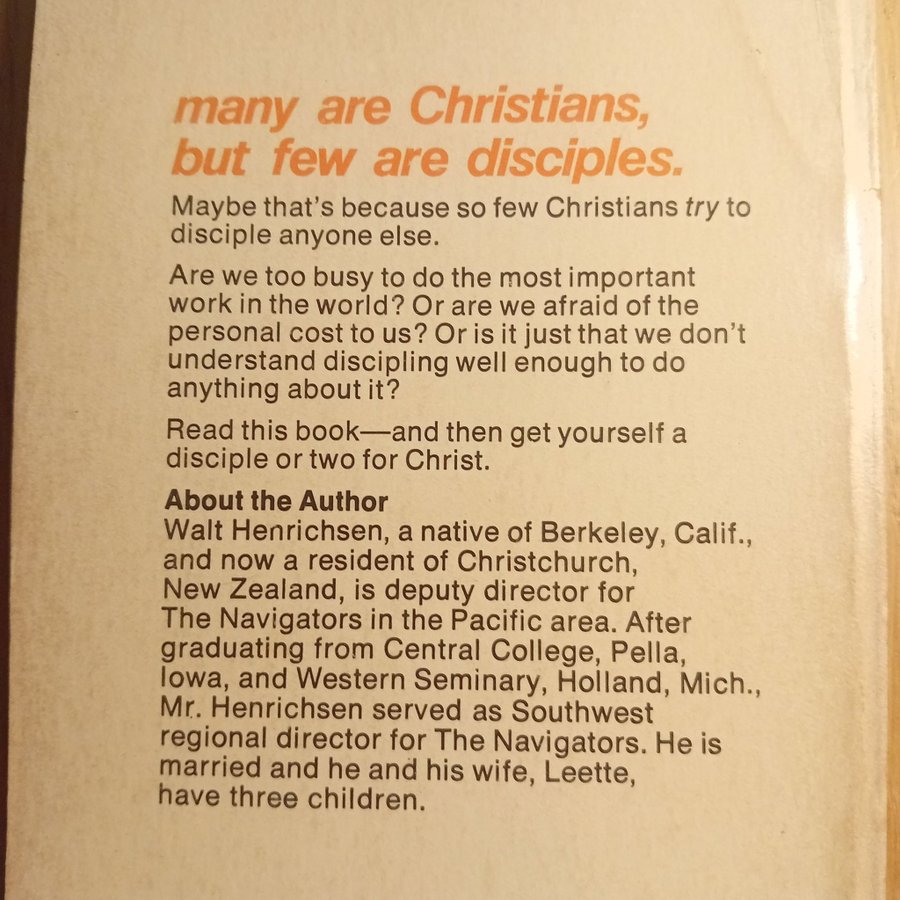 many are Christians,
but few are disciples.
Maybe that's because so few Christians try to
disciple anyone else.
Are we too busy to do the most important
work in the world? Or are we afraid of the
personal cost to us? Or is it just that we don't
understand discipling well enough to do
anything about it?
Read this book—and then get yourself a
disciple or two for Christ.
About the Author
Walt Henrichsen, a native of Berkeley, Calif.,
and now a resident of Christchurch,
New Zealand, is deputy director for
The Navigators in the Pacific area. After
graduating from Central College, Pella,
Iowa, and Western Seminary, Holland, Mich.,
Mr. Henrichsen served as Southwest
regional director for The Navigators. He is
married and he and his wife, Leette,
have three children.